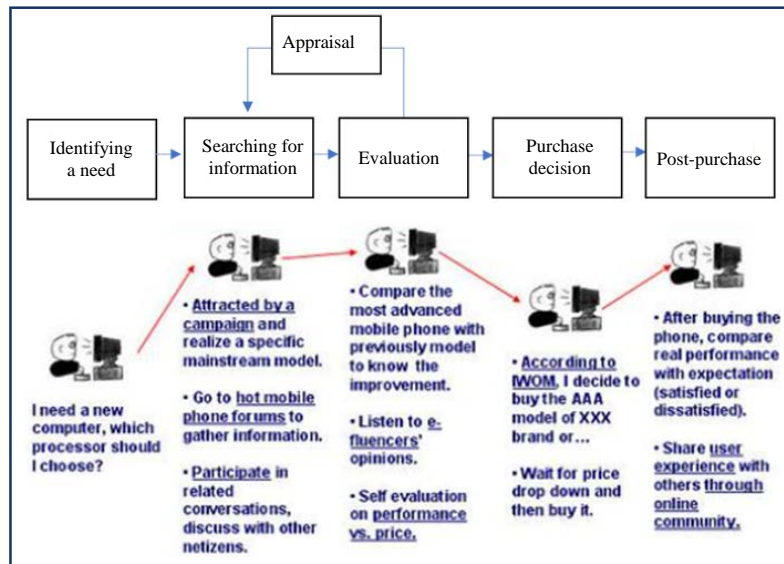 Appraisal
Identifying
a need
Searching for
information
Evaluation
Purchase
decision
Post-purchase
I need a new
computer, which
processor should
I choose?
• Attracted by a
campaign and
realize a specific
mainstream model.
• Go to hot mobile
phone forums to
gather information.
• Participate in
related
conversations,
discuss with other
netizens.
• Compare the
most advanced
mobile phone with
previously model
to know the
improvement.
• Listen to e-
fluencers'
opinions.
• Self evaluation
on performance
vs. price.
• According to
IWOM, I decide to
buy the AAA
model of XXX
brand or…
• Wait for price
drop down and
then buy it.
• After buying the
phone, compare
real performance
with expectation
(satisfied or
dissatisfied).
• Share user
experience with
others through
online
community.